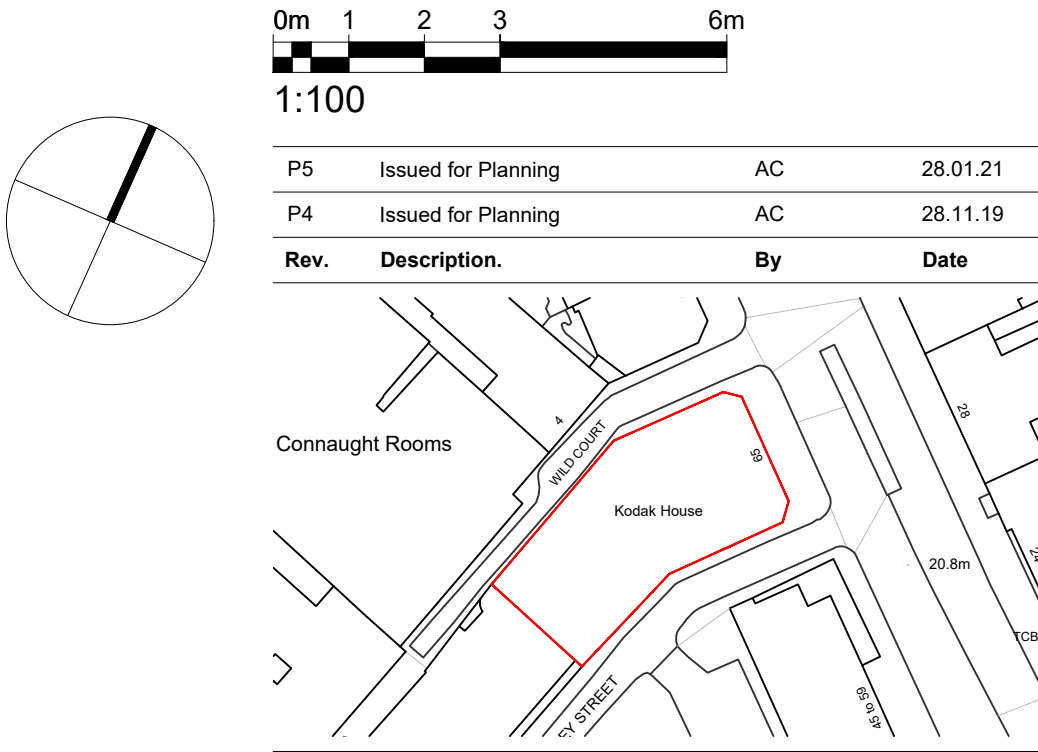 0m 1 2 3 6m
1:100
P5 Issued for Planning AC 28.01.21
P4 Issued for Planning AC 28.11.19
Rev. Description. By Date
4
28
Connaught Rooms
WILD COURT
65
Kodak House
20.8m
24
TCB
EY STREET
45 to 59